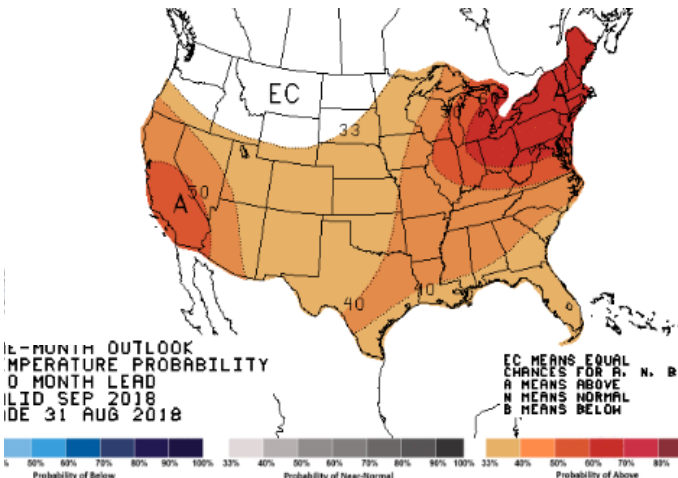 EC
33
50
60
A
A
50
40
40
E-MONTH OUTLOOK
MPERATURE PROBABILITY
0 MONTH LEAD
LID SEP 2018
DE 31 AUG 2018
EC MEANS EQUAL
CHANCES FOR A, N, B
A MEANS ABOVE
N MEANS NORMAL
B MEANS BELOW
% 50% 60% 70% 80% 90% 100%
Probability of Below
33% 40% 50% 60% 70% 80% 90% 100%
Probability of Near-Normal
33% 40% 50% 60% 70% 80%
Probability of Above